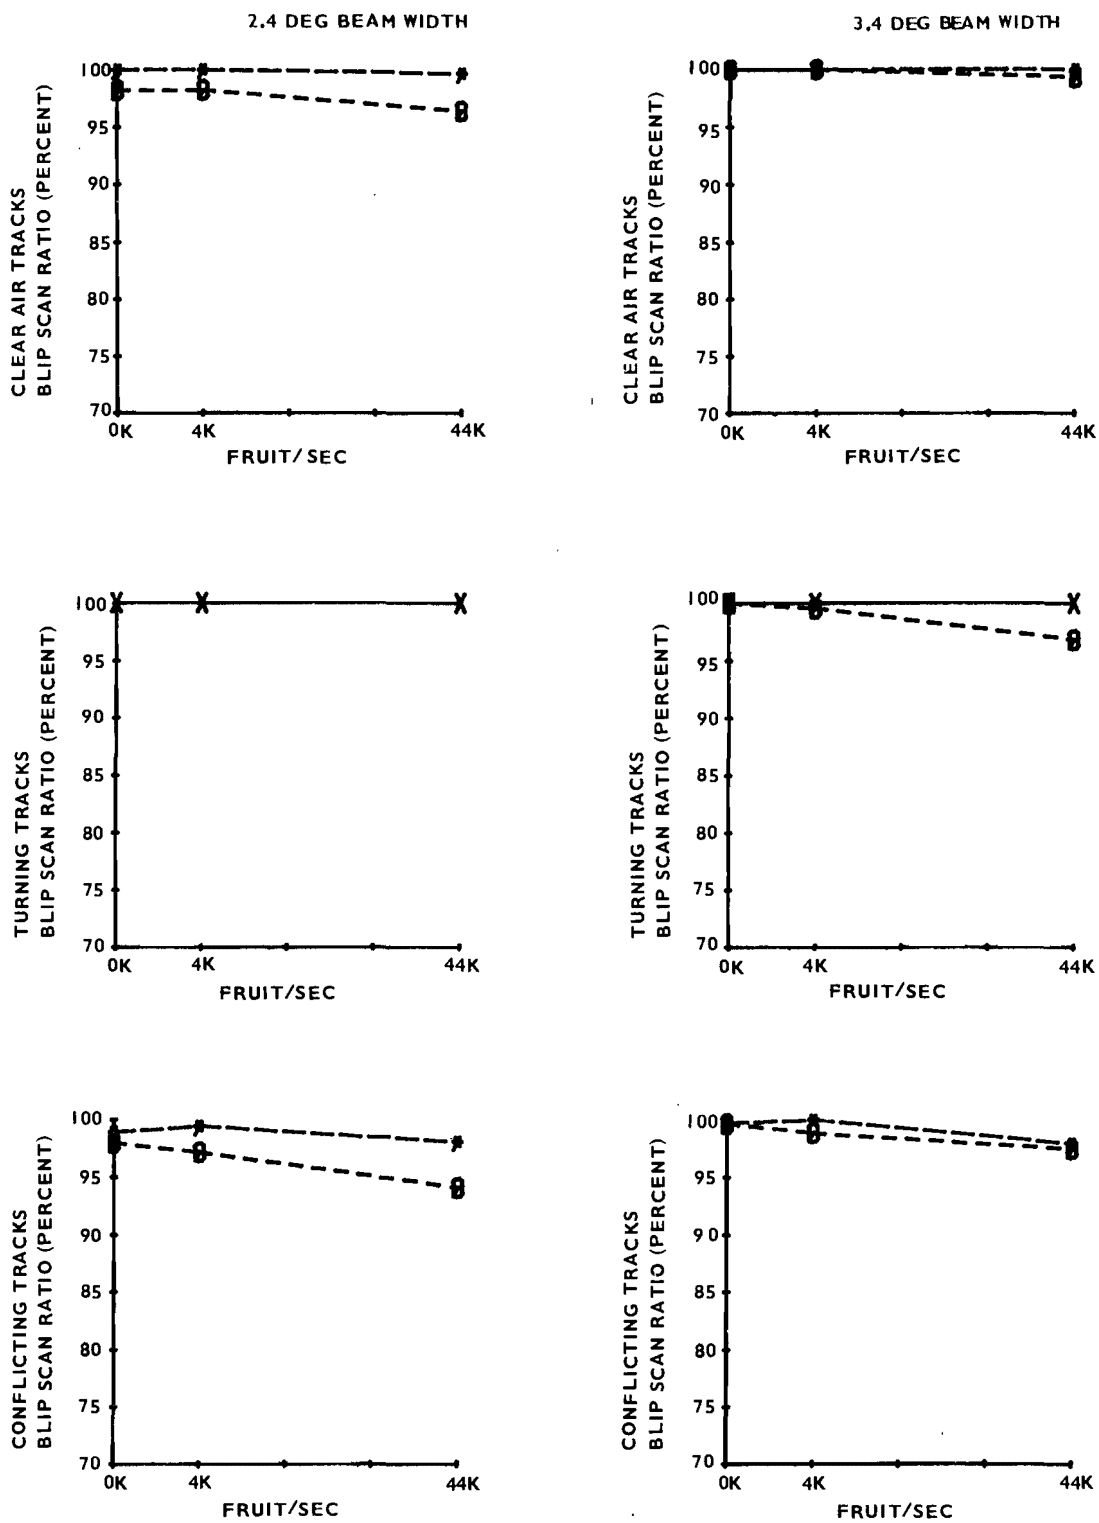 2.4 DEG BEAM WIDTH
3.4 DEG BEAM WIDTH
CLEAR AIR TRACKS
BLIP SCAN RATIO (PERCENT)
100
95
90
85
80
75
70
0K 4K 44K
FRUIT/SEC
B B B
CLEAR AIR TRACKS
BLIP SCAN RATIO (PERCENT)
100
95
90
85
80
75
70
0K 4K 44K
FRUIT/SEC
B
TURNING TRACKS
BLIP SCAN RATIO (PERCENT)
100
95
90
85
80
75
70
0K 4K 44K
FRUIT/SEC
X X X
TURNING TRACKS
BLIP SCAN RATIO (PERCENT)
100
95
90
85
80
75
70
0K 4K 44K
FRUIT/SEC
X X
B B
CONFLICTING TRACKS
BLIP SCAN RATIO (PERCENT)
100
95
90
85
80
75
70
0K 4K 44K
FRUIT/SEC
B B B
CONFLICTING TRACKS
BLIP SCAN RATIO (PERCENT)
100
95
90
85
80
75
70
0K 4K 44K
FRUIT/SEC
B B